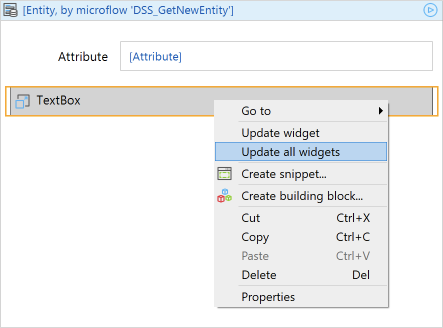 [Entity, by microflow 'DSS_GetNewEntity']
Attribute
[Attribute]
TextBox
Go to
Update widget
Update all widgets
Create snippet...
Create building block...
Cut Ctrl+X
Copy Ctrl+C
Paste Ctrl+V
Delete Del
Properties